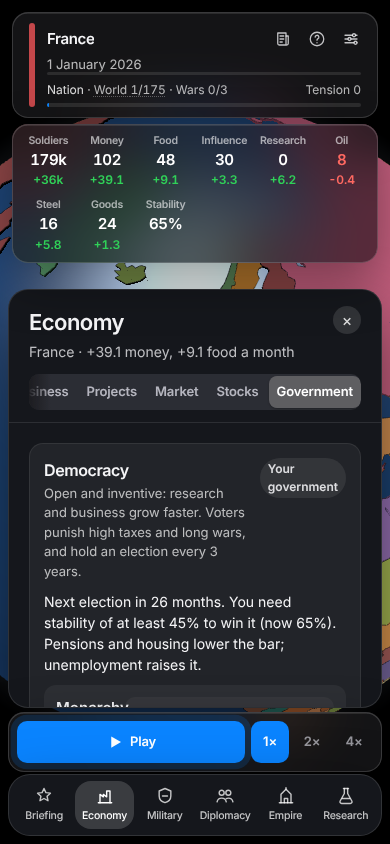 France
1 January 2026
Nation · World 1/175 · Wars 0/3
Tension 0
Soldiers Money Food Influence Research Oil
179k 102 48 30 0 8
+36k +39.1 +9.1 +3.3 +6.2 -0.4
Steel Goods Stability
16 24 65%
+5.8 +1.3
Economy
×
France · +39.1 money, +9.1 food a month
siness Projects Market Stocks Government
Democracy
Your
government
Open and inventive: research
and business grow faster. Voters
punish high taxes and long wars,
and hold an election every 3
years.
Next election in 26 months. You need
stability of at least 45% to win it (now 65%).
Pensions and housing lower the bar;
unemployment raises it.
Monarchy
Play 1x 2x 4x
Briefing Economy Military Diplomacy Empire Research